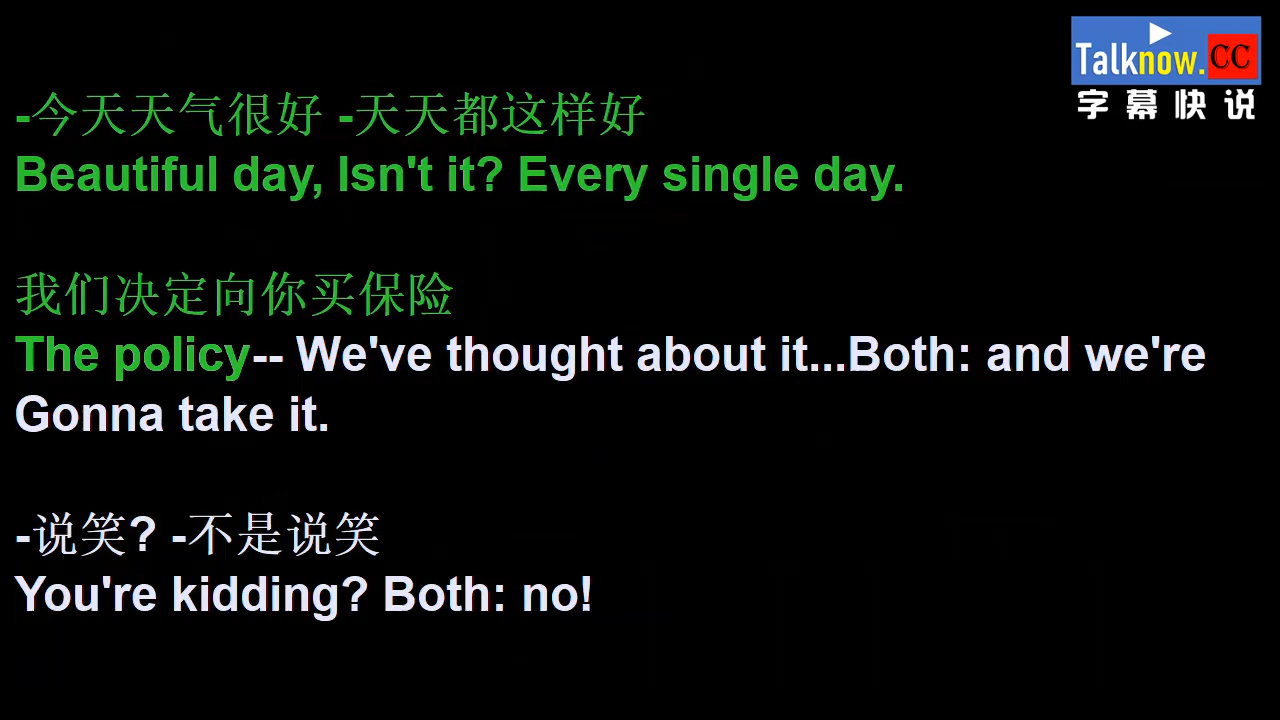 Talknow.CC
字幕快说
-今天天气很好 -天天都这样好
Beautiful day, Isn't it? Every single day.
我们决定向你买保险
The policy-- We've thought about it...Both: and we're
Gonna take it.
-说笑? -不是说笑
You're kidding? Both: no!